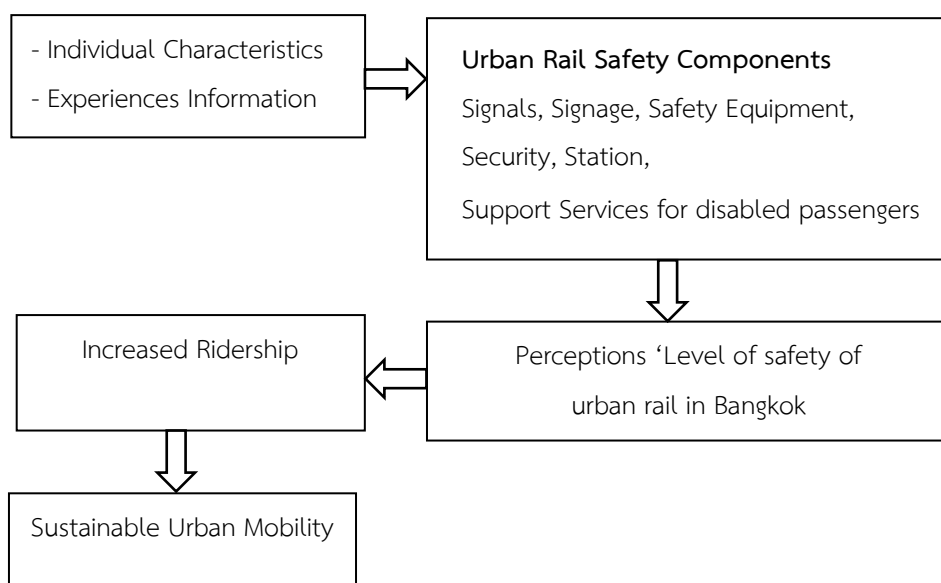 - Individual Characteristics
- Experiences Information
Urban Rail Safety Components
Signals, Signage, Safety Equipment,
Security, Station,
Support Services for disabled passengers
Perceptions ‘Level of safety of
urban rail in Bangkok
Increased Ridership
Sustainable Urban Mobility